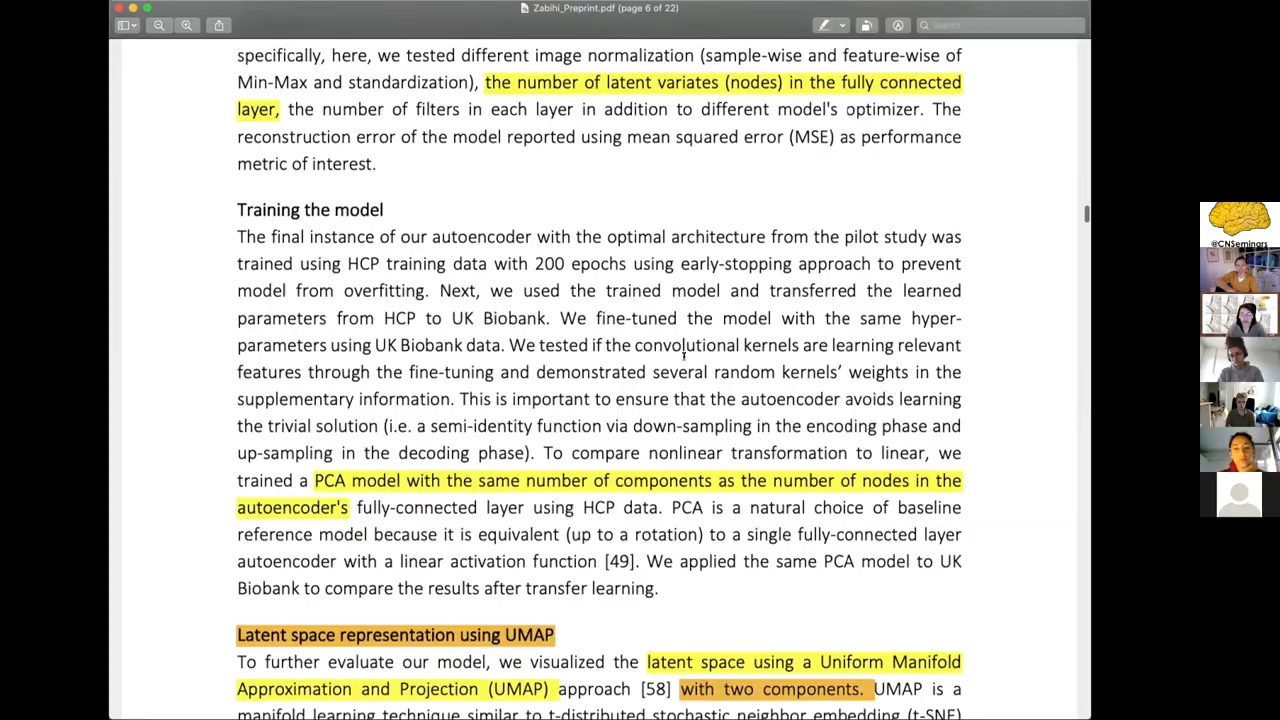 Zabihi_Preprint.pdf (page 6 of 22)
Search
specifically, here, we tested different image normalization (sample-wise and feature-wise of
Min-Max and standardization), the number of latent variates (nodes) in the fully connected
layer, the number of filters in each layer in addition to different model's optimizer. The
reconstruction error of the model reported using mean squared error (MSE) as performance
metric of interest.
Training the model
The final instance of our autoencoder with the optimal architecture from the pilot study was
trained using HCP training data with 200 epochs using early-stopping approach to prevent
model from overfitting. Next, we used the trained model and transferred the learned
parameters from HCP to UK Biobank. We fine-tuned the model with the same hyper-
parameters using UK Biobank data. We tested if the convolutional kernels are learning relevant
features through the fine-tuning and demonstrated several random kernels’ weights in the
supplementary information. This is important to ensure that the autoencoder avoids learning
the trivial solution (i.e. a semi-identity function via down-sampling in the encoding phase and
up-sampling in the decoding phase). To compare nonlinear transformation to linear, we
trained a PCA model with the same number of components as the number of nodes in the
autoencoder's fully-connected layer using HCP data. PCA is a natural choice of baseline
reference model because it is equivalent (up to a rotation) to a single fully-connected layer
autoencoder with a linear activation function [49]. We applied the same PCA model to UK
Biobank to compare the results after transfer learning.
Latent space representation using UMAP
To further evaluate our model, we visualized the latent space using a Uniform Manifold
Approximation and Projection (UMAP) approach [58] with two components. UMAP is a
manifold learning technique similar to t-distributed stochastic neighbor embedding (t-SNE)
@CNSeminars